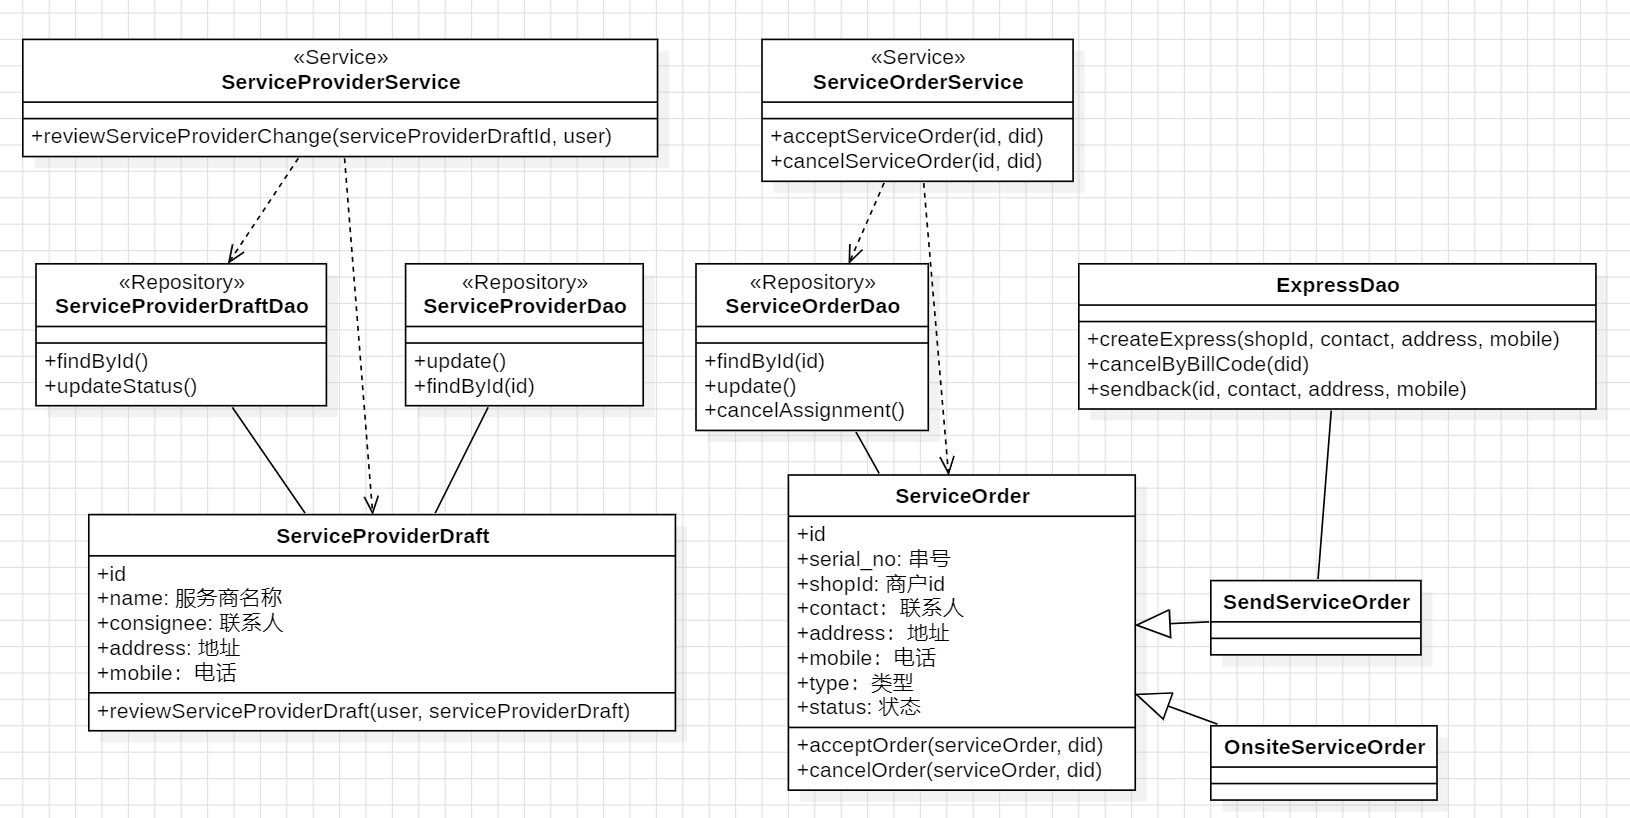 «Service»
ServiceProviderService
+reviewServiceProviderChange(serviceProviderDraftId, user)
«Service»
ServiceOrderService
+acceptServiceOrder(id, did)
+cancelServiceOrder(id, did)
«Repository»
ServiceProviderDraftDao
+findById()
+updateStatus()
«Repository»
ServiceProviderDao
+update()
+findById(id)
«Repository»
ServiceOrderDao
+findById(id)
+update()
+cancelAssignment()
ExpressDao
+createExpress(shopId, contact, address, mobile)
+cancelByBillCode(did)
+sendback(id, contact, address, mobile)
ServiceProviderDraft
+id
+name: 服务商名称
+consignee: 联系人
+address: 地址
+mobile：电话
+reviewServiceProviderDraft(user, serviceProviderDraft)
ServiceOrder
+id
+serial_no: 串号
+shopId: 商户id
+contact：联系人
+address：地址
+mobile：电话
+type：类型
+status: 状态
+acceptOrder(serviceOrder, did)
+cancelOrder(serviceOrder, did)
SendServiceOrder
OnsiteServiceOrder